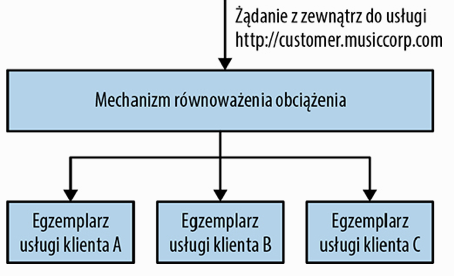 Żądanie z zewnątrz do usługi
http://customer.musiccorp.com
Mechanizm równoważenia obciążenia
Egzemplarz
usługi klienta A
Egzemplarz
usługi klienta B
Egzemplarz
usługi klienta C